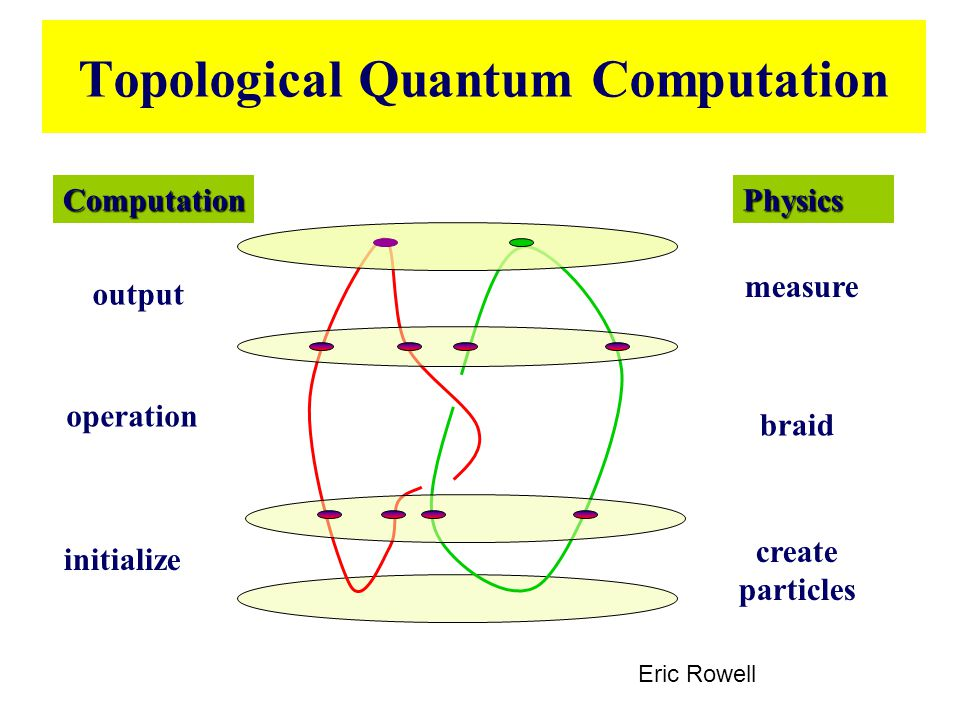 Topological Quantum Computation
Computation
Physics
output
measure
operation
braid
initialize
create
particles
Eric Rowell